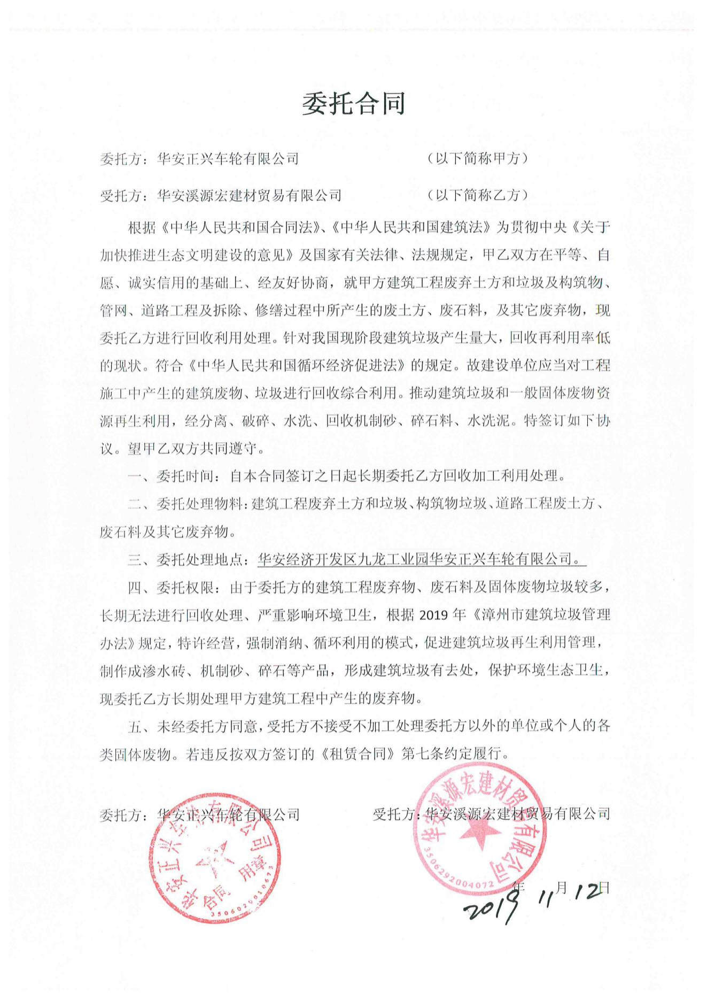 委托合同
委托方：华安正兴车轮有限公司 （以下简称甲方）
受托方：华安溪源宏建材贸易有限公司 （以下简称乙方）
根据《中华人民共和国合同法》、《中华人民共和国建筑法》为贯彻中央《关于
加快推进生态文明建设的意见》及国家有关法律、法规规定，甲乙双方在平等、自
愿、诚实信用的基础上、经友好协商，就甲方建筑工程废弃土方和垃圾及构筑物、
管网、道路工程及拆除、修缮过程中所产生的废土方、废石料，及其它废弃物，现
委托乙方进行回收利用处理。针对我国现阶段建筑垃圾产生量大，回收再利用率低
的现状。符合《中华人民共和国循环经济促进法》的规定。故建设单位应当对工程
施工中产生的建筑废物、垃圾进行回收综合利用。推动建筑垃圾和一般固体废物资
源再生利用，经分离、破碎、水洗、回收机制砂、碎石料、水洗泥。特签订如下协
议。望甲乙双方共同遵守。
一、委托时间：自本合同签订之日起长期委托乙方回收加工利用处理。
二、委托处理物料：建筑工程废弃土方和垃圾、构筑物垃圾、道路工程废土方、
废石料及其它废弃物。
三、委托处理地点：华安经济开发区九龙工业园华安正兴车轮有限公司。
四、委托权限：由于委托方的建筑工程废弃物、废石料及固体废物垃圾较多，
长期无法进行回收处理、严重影响环境卫生，根据 2019 年《漳州市建筑垃圾管理
办法》规定，特许经营，强制消纳、循环利用的模式，促进建筑垃圾再生利用管理，
制作成渗水砖、机制砂、碎石等产品，形成建筑垃圾有去处，保护环境生态卫生，
现委托乙方长期处理甲方建筑工程中产生的废弃物。
五、未经委托方同意，受托方不接受不加工处理委托方以外的单位或个人的各
类固体废物。若违反按双方签订的《租赁合同》第七条约定履行。
委托方：华安正兴车轮有限公司 受托方：华安溪源宏建材贸易有限公司
华安正兴车轮有限公司
合同 用章
3506020010673
华安溪源宏建材贸易有限公司
3506292004072
2019年 11月 12日